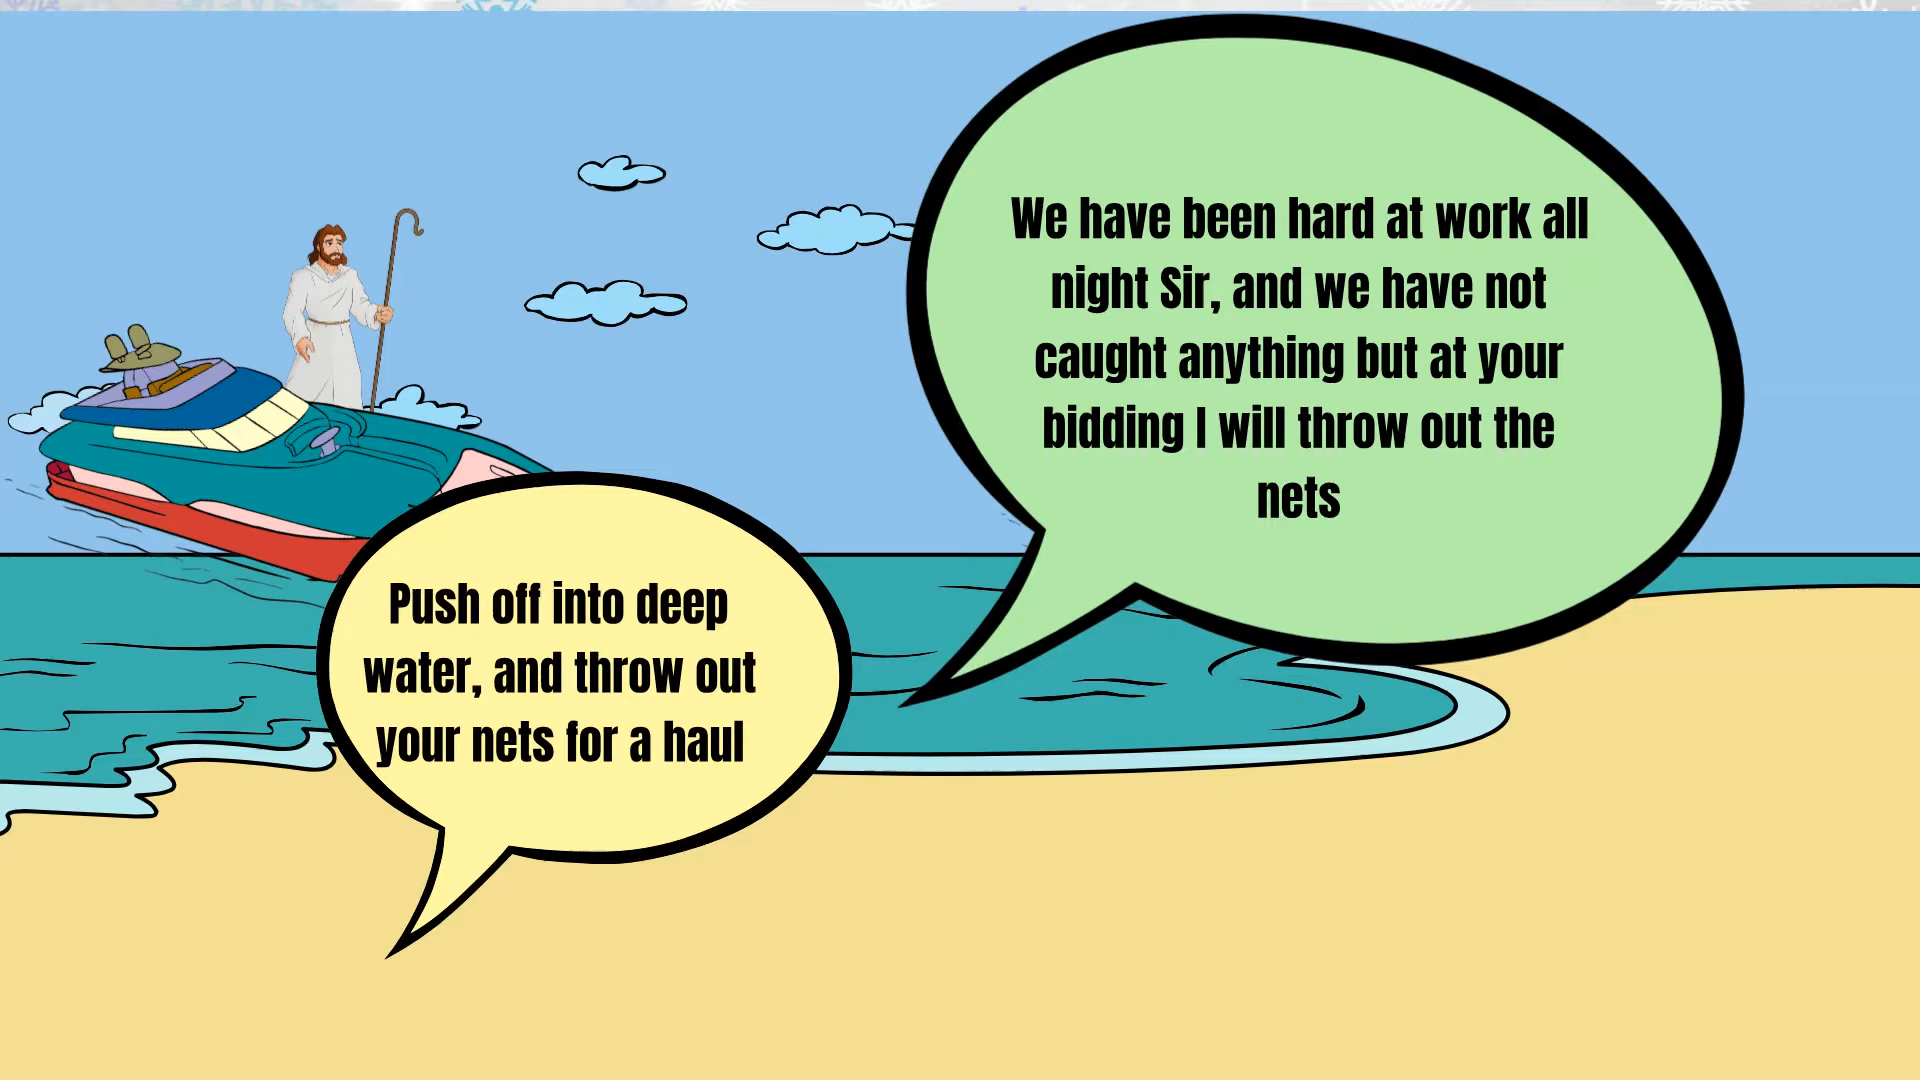 Push off into deep
water, and throw out
your nets for a haul
We have been hard at work all
night Sir, and we have not
caught anything but at your
bidding I will throw out the
nets